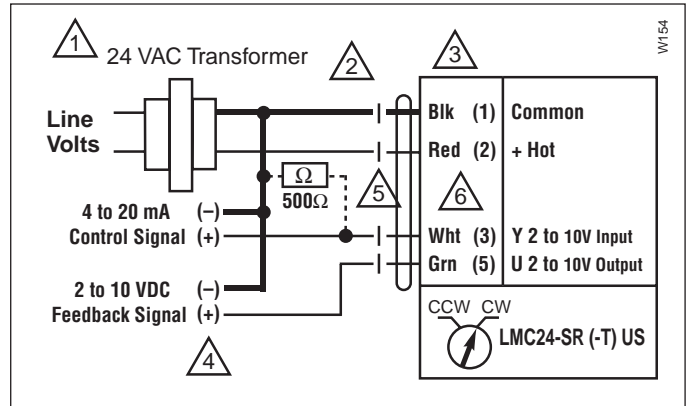 W154
1 24 VAC Transformer
2
3
Line
Volts
Blk (1) Common
Red (2) + Hot
Ω
500Ω
5
6
4 to 20 mA (–)
Control Signal (+)
Wht (3) Y 2 to 10V Input
Grn (5) U 2 to 10V Output
2 to 10 VDC (–)
Feedback Signal (+)
4
CCW CW
LMC24-SR (-T) US